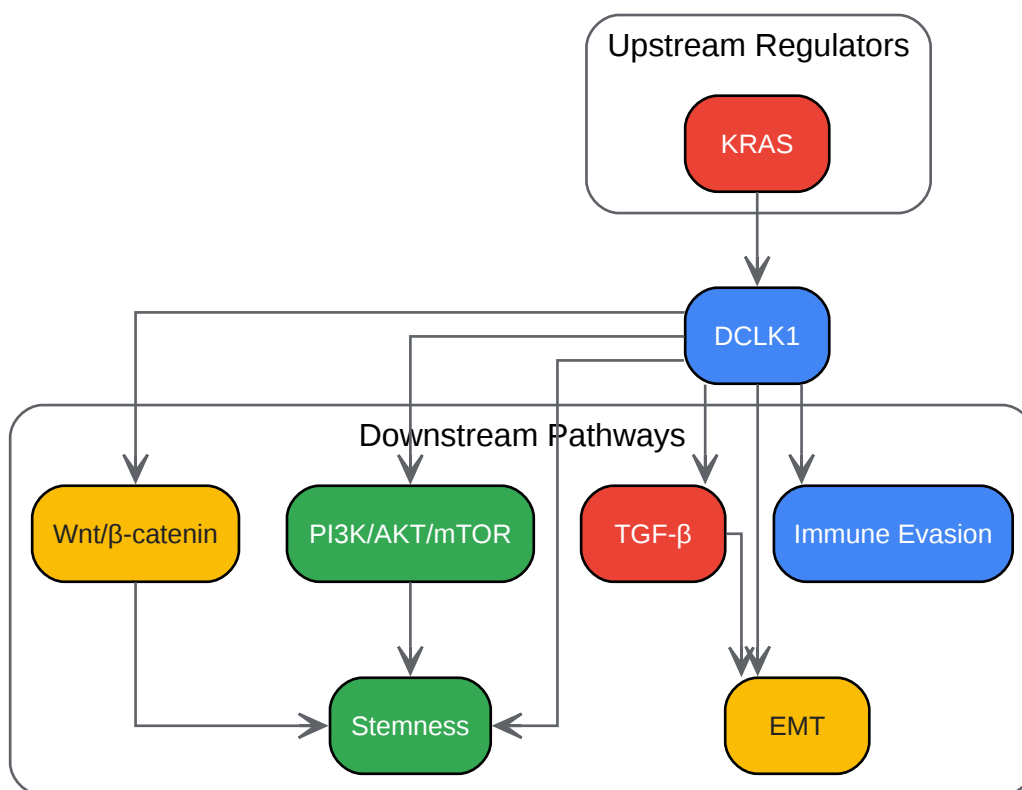 Upstream Regulators
KRAS
DCLK1
Downstream Pathways
Wnt/β-catenin
PI3K/AKT/mTOR
TGF-β
Immune Evasion
Stemness
EMT